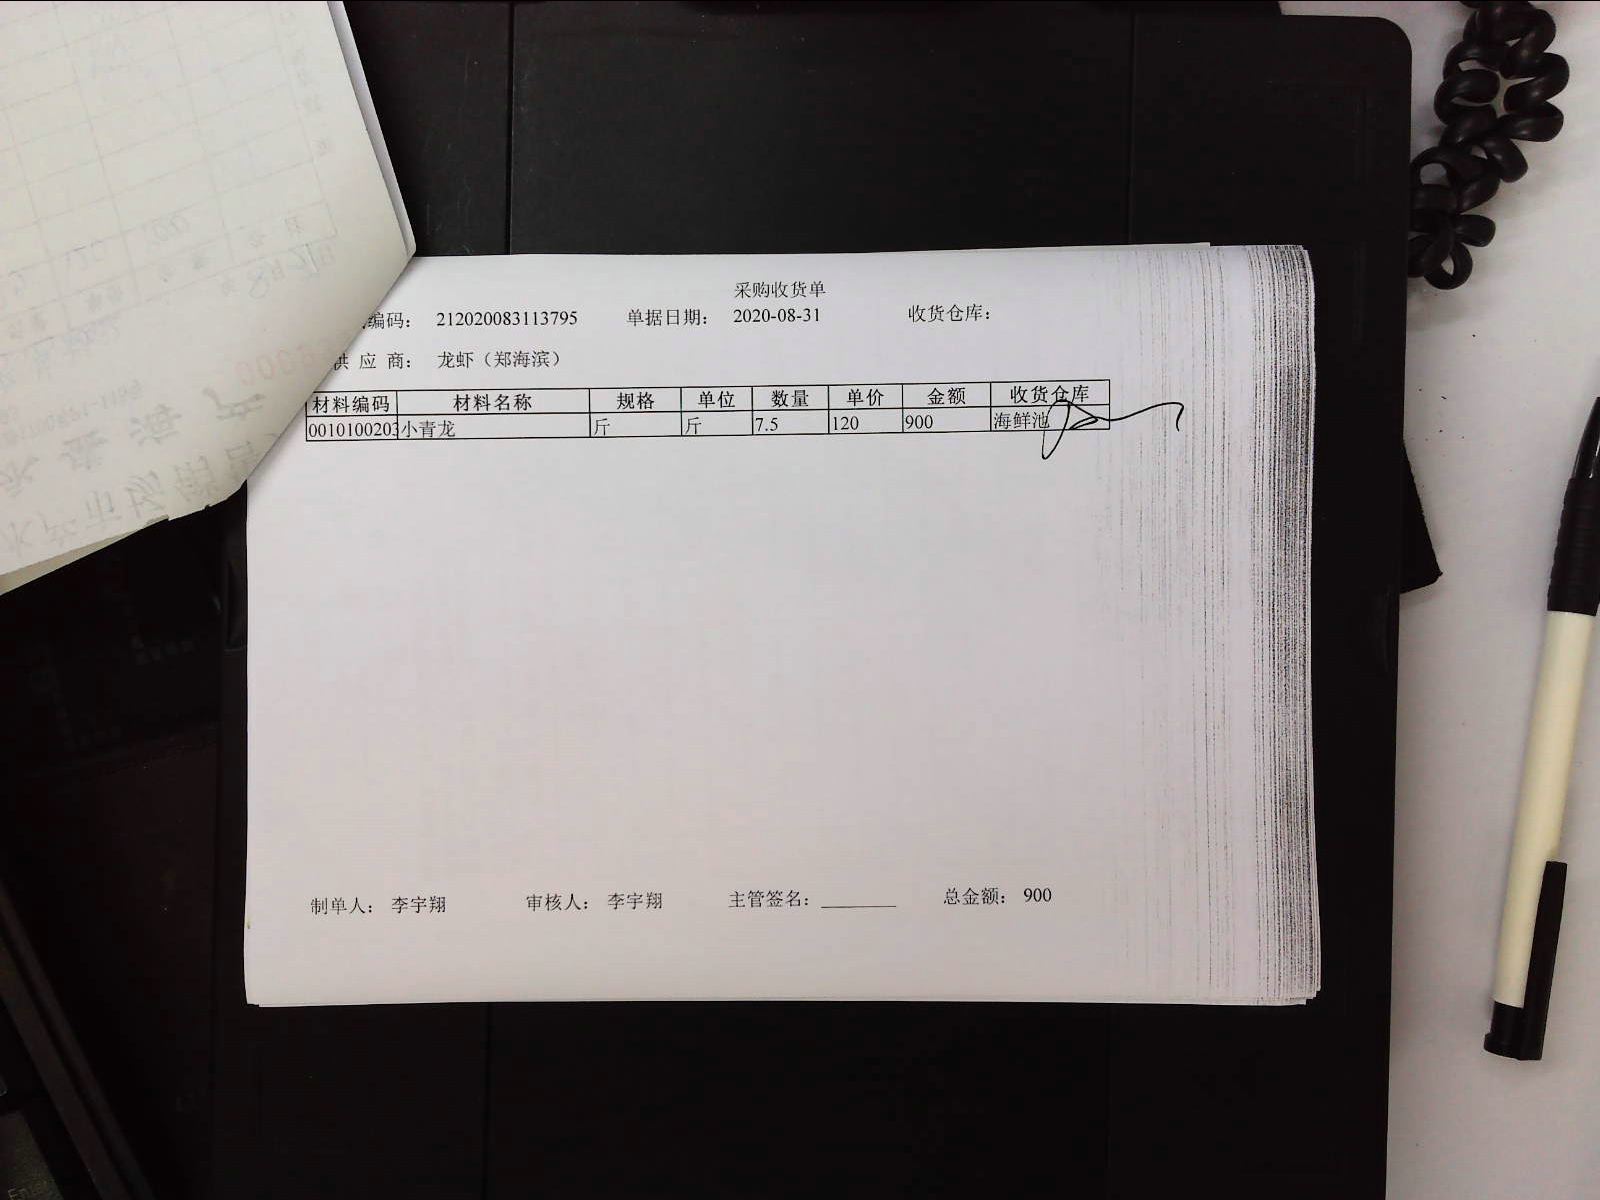 采购收货单
编码： 212020083113795 单据日期： 2020-08-31 收货仓库：
供 应 商： 龙虾（郑海滨）
材料编码 材料名称 规格 单位 数量 单价 金额 收货仓库
0010100203 小青龙 斤 斤 7.5 120 900 海鲜池
制单人： 李宇翔 审核人： 李宇翔 主管签名：________ 总金额： 900